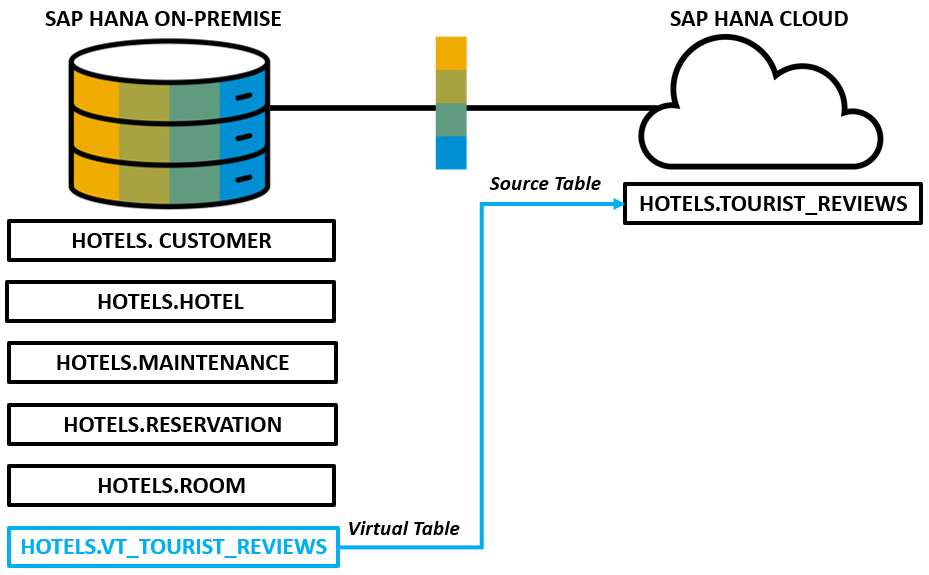 SAP HANA ON-PREMISE
SAP HANA CLOUD
Source Table
HOTELS.TOURIST_REVIEWS
HOTELS. CUSTOMER
HOTELS.HOTEL
HOTELS.MAINTENANCE
HOTELS.RESERVATION
HOTELS.ROOM
HOTELS.VT_TOURIST_REVIEWS
Virtual Table